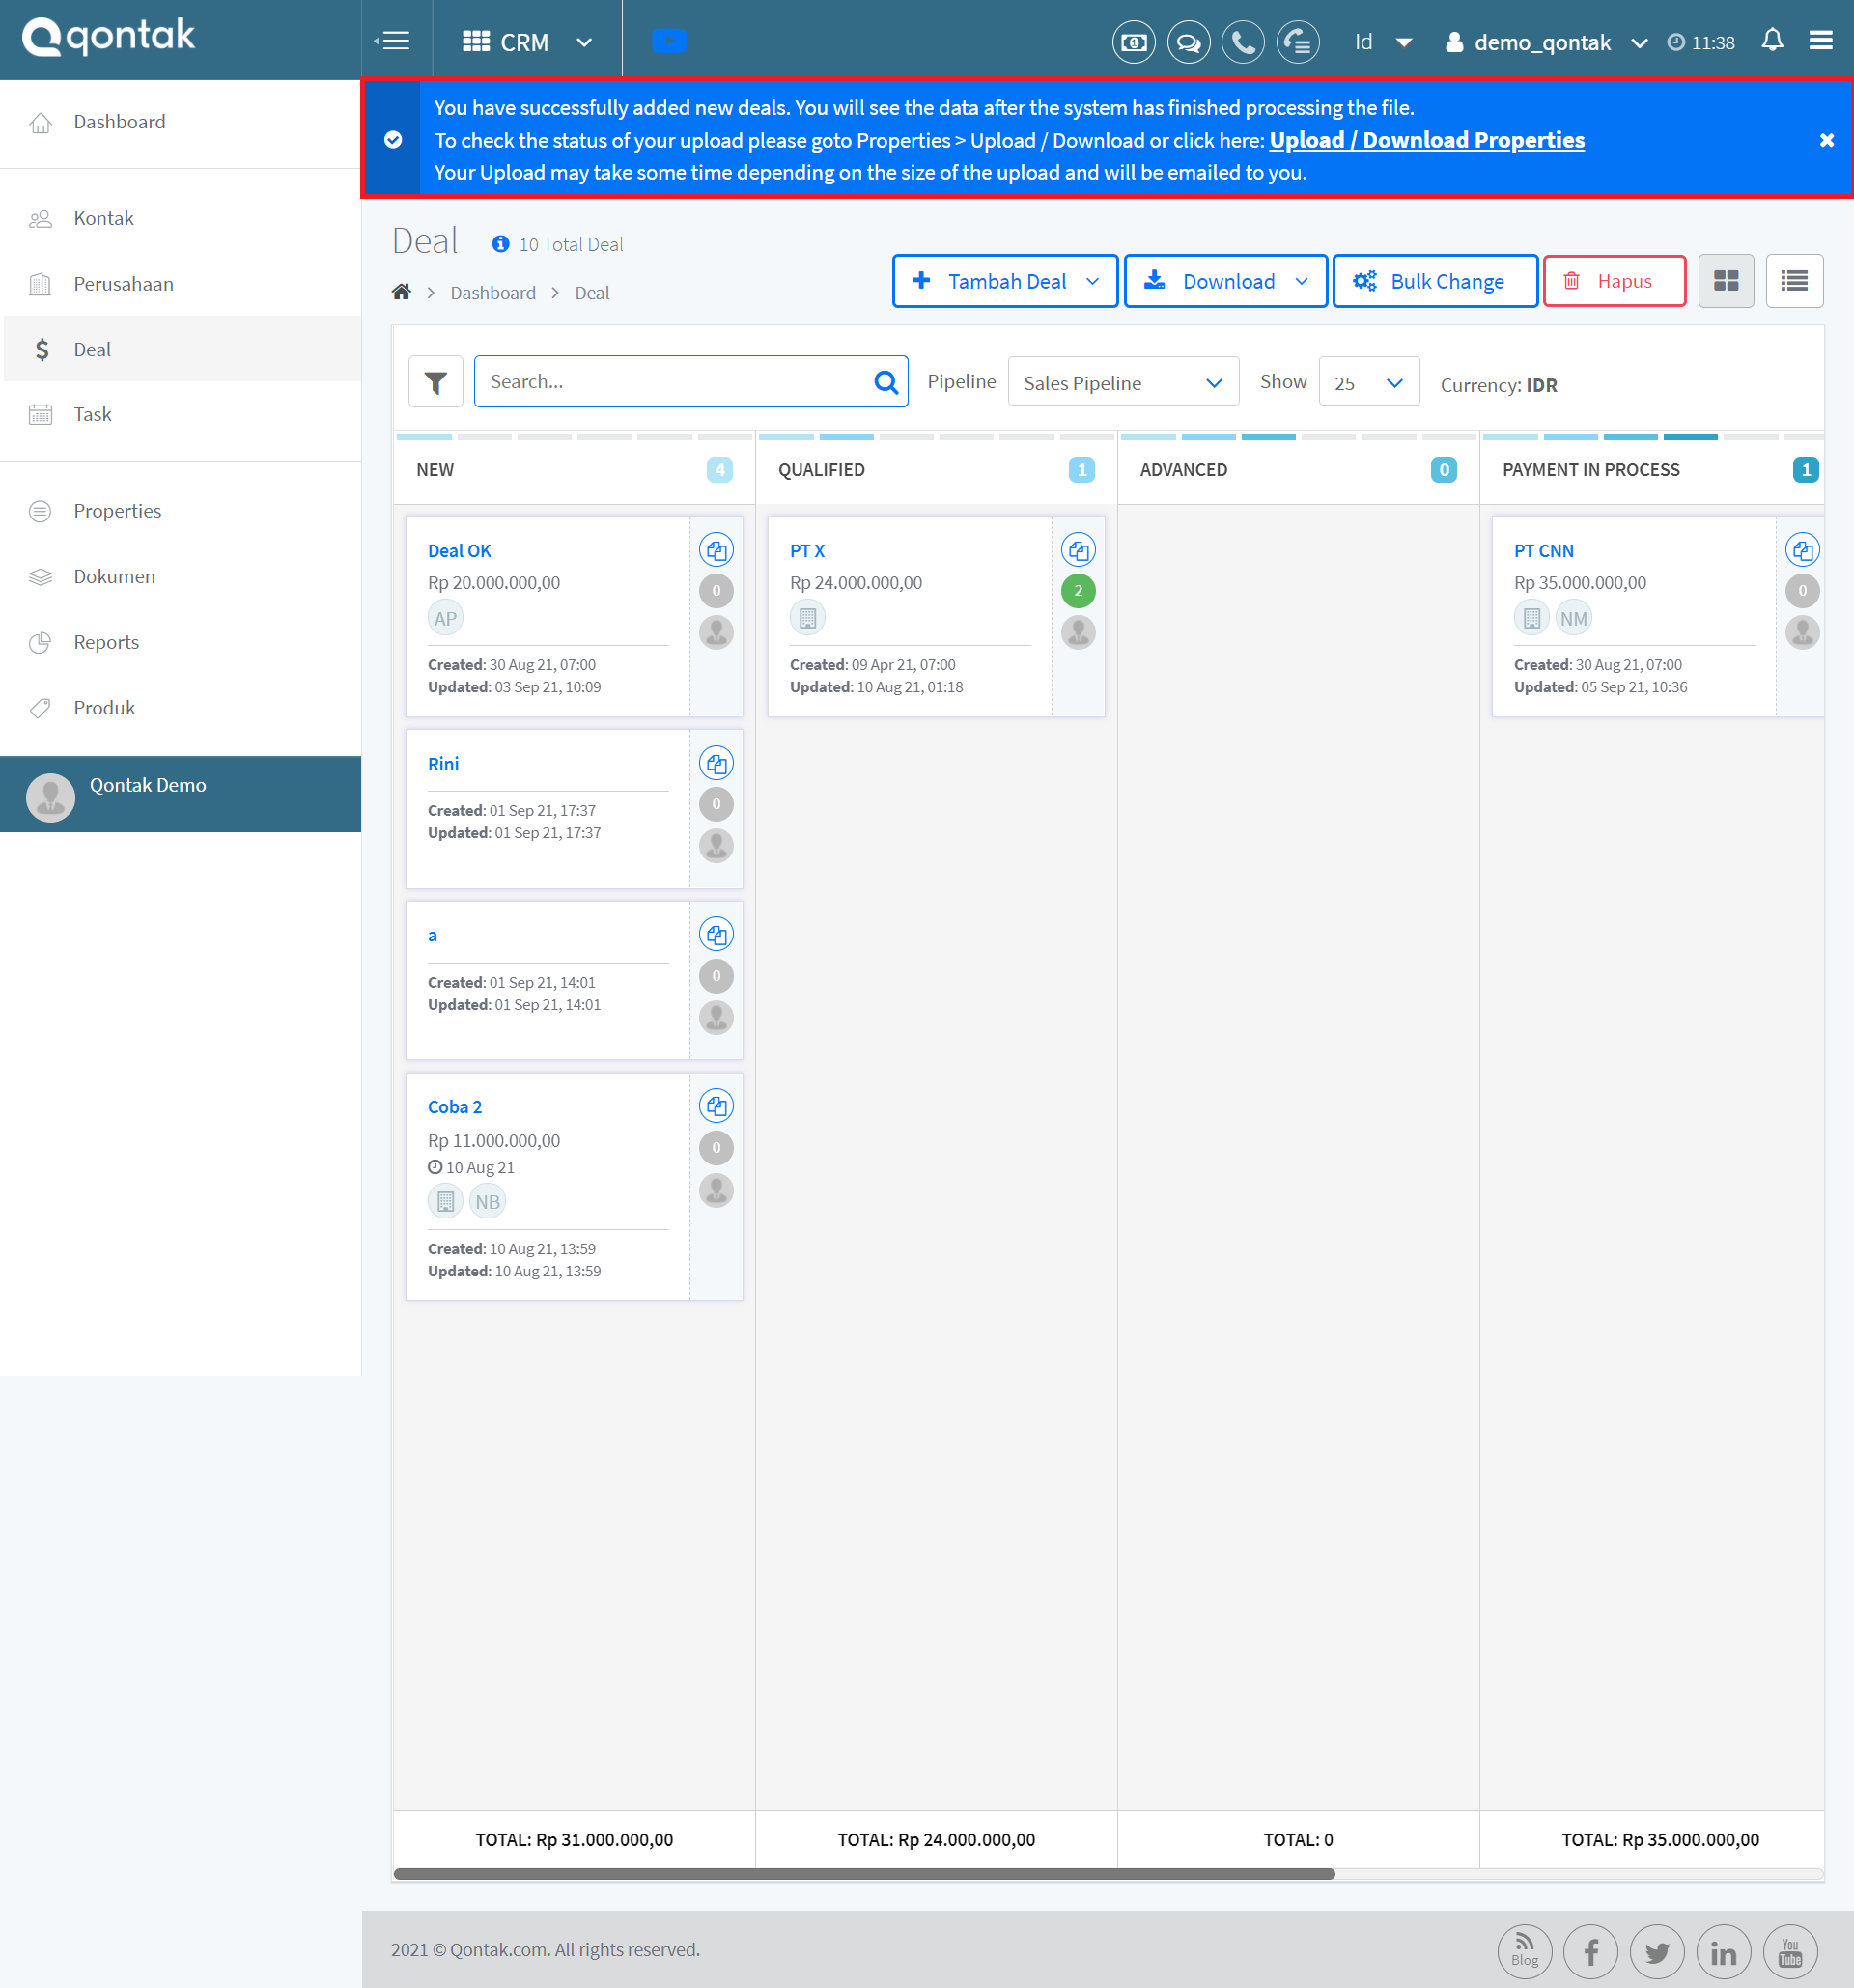 qontak
CRM
Id
demo_qontak
11:38
Dashboard
Kontak
Perusahaan
Deal
Task
Properties
Dokumen
Reports
Produk
Qontak Demo
You have successfully added new deals. You will see the data after the system has finished processing the file.
To check the status of your upload please goto Properties > Upload / Download or click here: Upload / Download Properties
Your Upload may take some time depending on the size of the upload and will be emailed to you.
Deal
10 Total Deal
Dashboard > Deal
Tambah Deal
Download
Bulk Change
Hapus
Search...
Pipeline
Sales Pipeline
Show
25
Currency: IDR
NEW
4
Deal OK
Rp 20.000.000,00
AP
Created: 30 Aug 21, 07:00
Updated: 03 Sep 21, 10:09
0
Rini
Created: 01 Sep 21, 17:37
Updated: 01 Sep 21, 17:37
0
a
Created: 01 Sep 21, 14:01
Updated: 01 Sep 21, 14:01
0
Coba 2
Rp 11.000.000,00
10 Aug 21
NB
Created: 10 Aug 21, 13:59
Updated: 10 Aug 21, 13:59
0
TOTAL: Rp 31.000.000,00
QUALIFIED
1
PT X
Rp 24.000.000,00
Created: 09 Apr 21, 07:00
Updated: 10 Aug 21, 01:18
2
TOTAL: Rp 24.000.000,00
ADVANCED
0
TOTAL: 0
PAYMENT IN PROCESS
1
PT CNN
Rp 35.000.000,00
NM
Created: 30 Aug 21, 07:00
Updated: 05 Sep 21, 10:36
0
TOTAL: Rp 35.000.000,00
2021 © Qontak.com. All rights reserved.
Blog
f
in
You
Tube